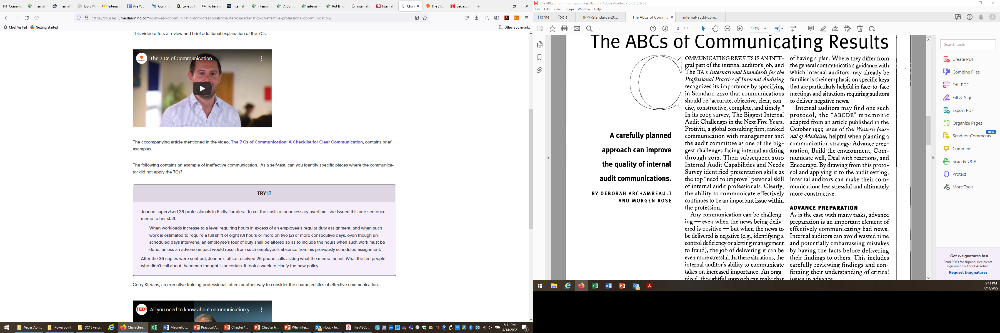 Commu
Internal
Internal
Top 5 Wa
Internal
Are Your
Commu
gx-audit
To be a g
Internal
Internal
IA Comp
internal-
Put It To
internal a
Internal
Chara
The 7 Cs
Secrets o
https://courses.lumenlearning.com/suny-esc-communicationforprofessionals/chapter/characteristics-of-effective-professional-communication/
Most Visited
Getting Started
Other Bookmarks
This video offers a review and brief additional explanation of the 7Cs.
The 7 Cs of Communication
The accompanying article mentioned in the video, The 7 Cs of Communication: A Checklist for Clear Communication, contains brief
examples.
The following contains an example of ineffective communication. As a self-test, can you identify specific places where the communica-
tor did not apply the 7Cs?
TRY IT
Joanne supervised 36 professionals in 6 city libraries. To cut the costs of unnecessary overtime, she issued this one-sentence
memo to her staff:
When workloads increase to a level requiring hours in excess of an employee's regular duty assignment, and when such
work is estimated to require a full shift of eight (8) hours or more on two (2) or more consecutive days, even though un-
scheduled days intervene, an employee's tour of duty shall be altered so as to include the hours when such work must be
done, unless an adverse impact would result from such employee's absence from his previously scheduled assignment.
After the 36 copies were sent out, Joanne's office received 26 phone calls asking what the memo meant. What the ten people
who didn't call about the memo thought is uncertain. It took a week to clarify the new policy.
Gerry Kierans, an executive training professional, offers another way to consider the characteristics of effective communication.
TEDx
All you need to know about communication y...
Vegas Apri...
Powerpoint
SC18 versi...
Characteri...
Mauriello ...
Practical A...
Chapter 1...
Chapter 6 ...
Why Inter...
Inbox - Jo...
The ABCs ...
5:11 PM
4/14/2022
The ABCs of Communicating Results.pdf - Adobe Acrobat Pro DC (32-bit)
File Edit View E-Sign Window Help
Home
Tools
IPPF-Standards-20...
The ABCs of Comm...
internal-audit-com...
2 / 4
144%
The ABCs of Communicating Results
A carefully planned
approach can improve
the quality of internal
audit communications.
BY DEBORAH ARCHAMBEAULT
AND MORGEN ROSE
COMMUNICATING RESULTS IS AN INTE-
gral part of the internal auditor's job, and
The IIA's International Standards for the
Professional Practice of Internal Auditing
recognizes its importance by specifying
in Standard 2420 that communications
should be "accurate, objective, clear, con-
cise, constructive, complete, and timely."
In its 2009 survey, The Biggest Internal
Audit Challenges in the Next Five Years,
Protiviti, a global consulting firm, ranked
communication with management and
the audit committee as one of the big-
gest challenges facing internal auditing
through 2012. Their subsequent 2010
Internal Audit Capabilities and Needs
Survey identified presentation skills as
the top "need to improve" personal skill
of internal audit professionals. Clearly,
the ability to communicate effectively
continues to be an important issue within
the profession.
Any communication can be challeng-
ing — even when the news being deliv-
ered is positive — but when the news to
be delivered is negative (e.g., identifying a
control deficiency or alerting management
to fraud), the job of delivering it can be
even more stressful. In these situations, the
internal auditor's ability to communicate
takes on increased importance. An orga-
nized, thoughtful approach can make that
of having a plan. Where they differ from
the general communication guidance with
which internal auditors may already be
familiar is their emphasis on specific keys
that are particularly helpful in face-to-face
meetings and situations requiring auditors
to deliver negative news.
Internal auditors may find one such
protocol, the "ABCDE" mnemonic
adapted from an article published in the
October 1999 issue of the Western Jour-
nal of Medicine, helpful when planning a
communication strategy: Advance prep-
aration, Build the environment, Com-
municate well, Deal with reactions, and
Encourage. By drawing from this proto-
col and applying it to the audit setting,
internal auditors can make their com-
munications less stressful and ultimately
more constructive.
ADVANCE PREPARATION
As is the case with many tasks, advance
preparation is an important element of
effectively communicating bad news.
Internal auditors can avoid wasted time
and potentially embarrassing mistakes
by having the facts before delivering
their findings to others. This includes
carefully reviewing findings and con-
firming their understanding of critical
issues in advance.
Search tools
Create PDF
Combine Files
Edit PDF
Fill & Sign
Export PDF
Organize Pages
NEW
Send for Comments
Comment
Scan & OCR
Protect
More Tools
Get e-signatures fast
Send PDFs for signing. Recipients
sign online without Acrobat.
Request E-signatures
5:11 PM
4/14/2022